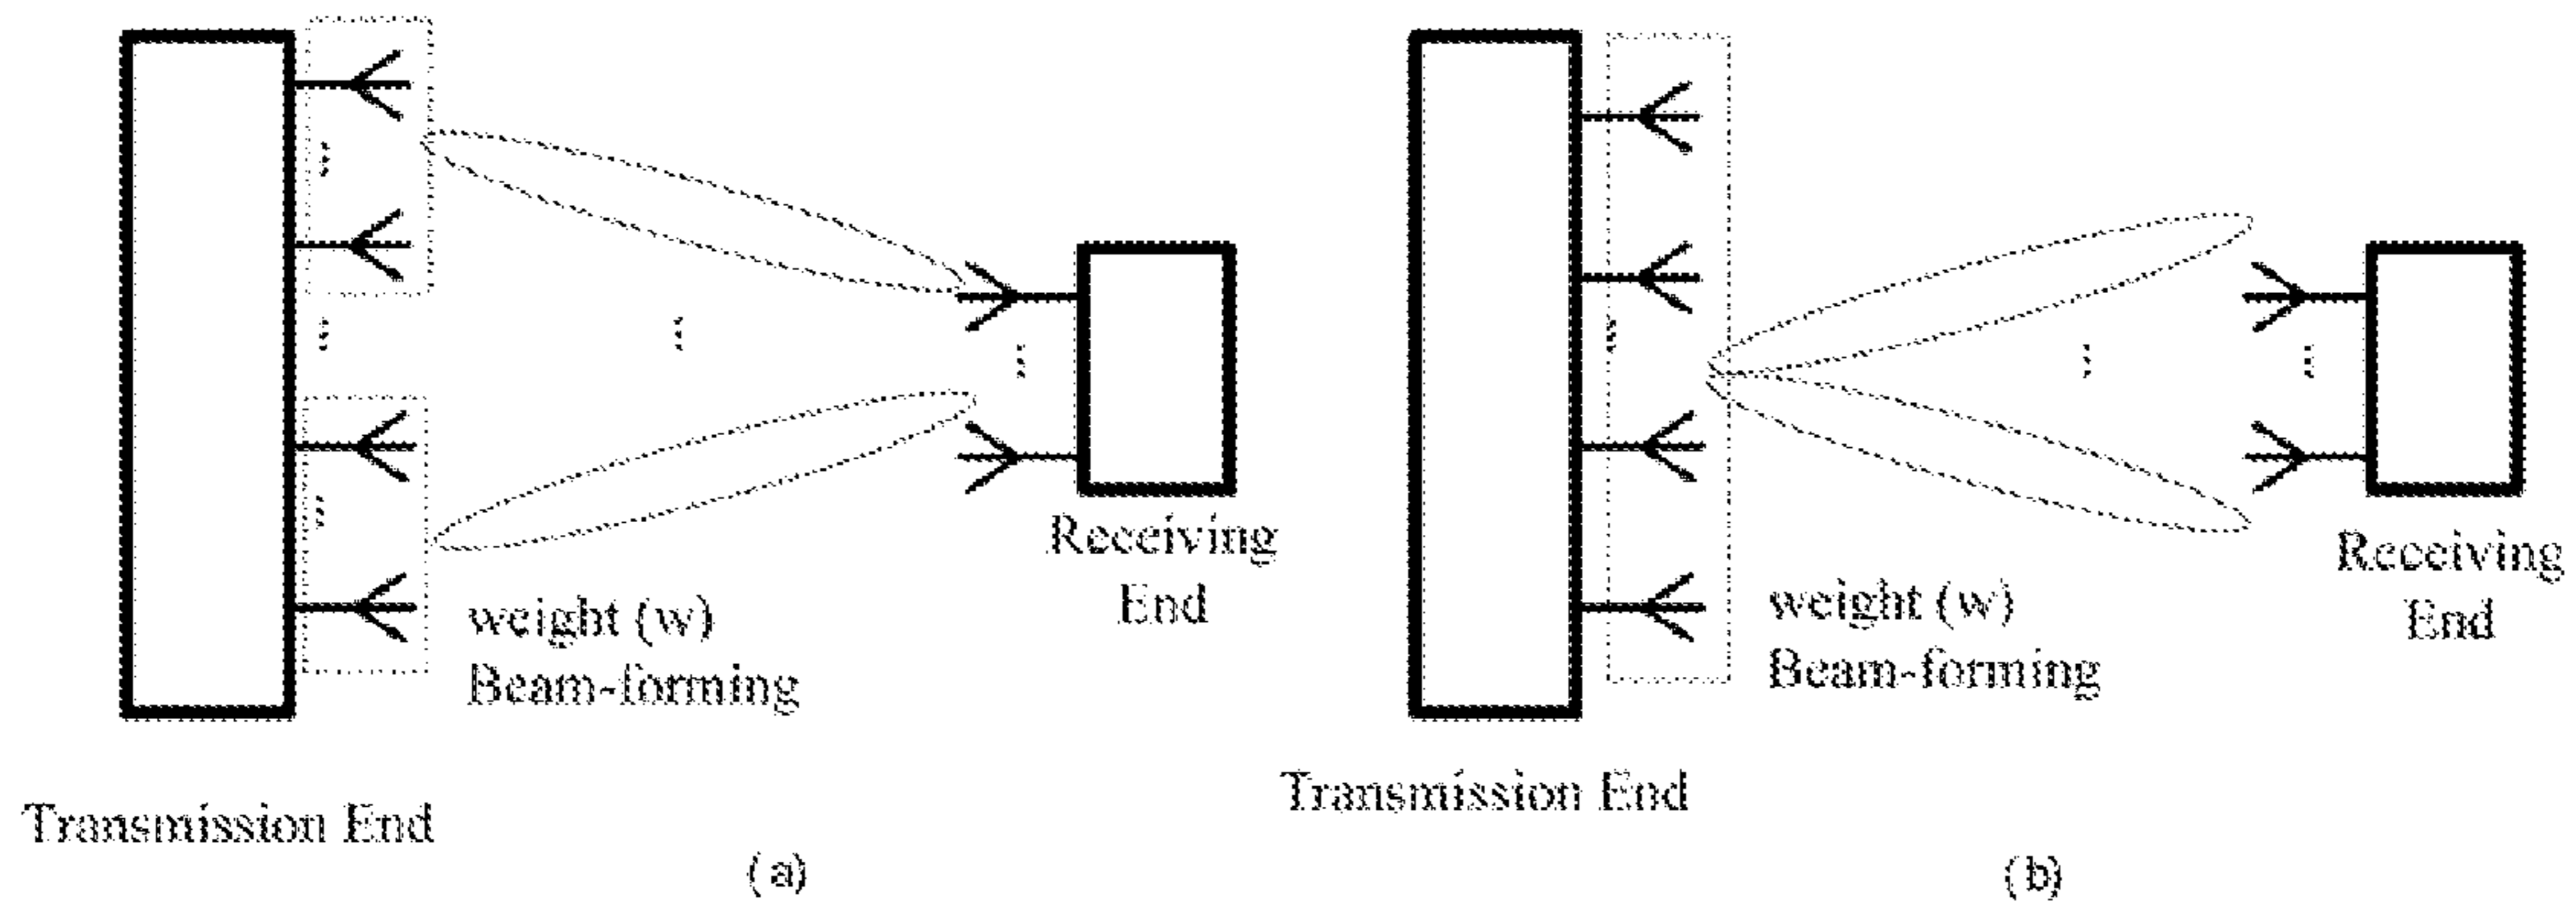 Receiving
End
weight (w)
Beam-forming
Transmission End
(a)
Receiving
End
weight (w)
Beam-forming
Transmission End
(b)